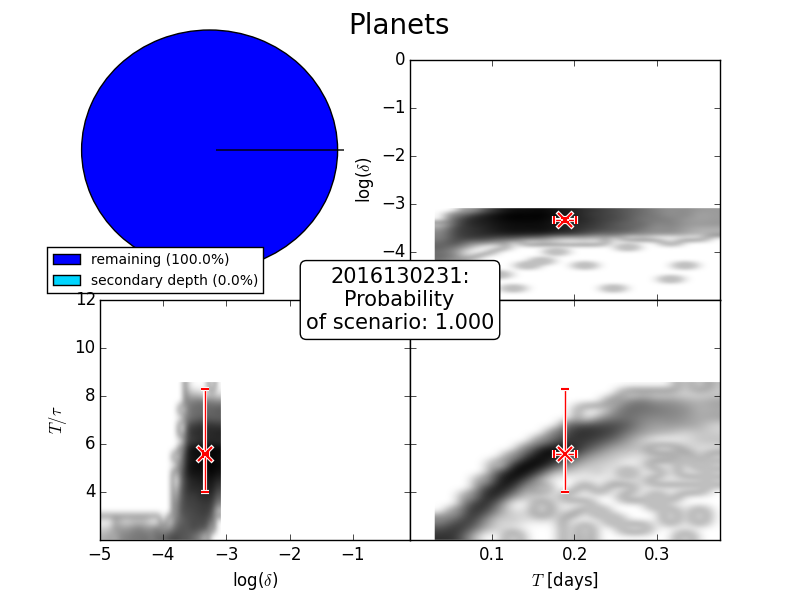 Planets
remaining (100.0%)
secondary depth (0.0%)
0
−1
−2
−3
−4
log(δ)
2016130231:
Probability
of scenario: 1.000
12
10
8
6
4
T/τ
−5
−4
−3
−2
−1
log(δ)
0.1
0.2
0.3
T [days]